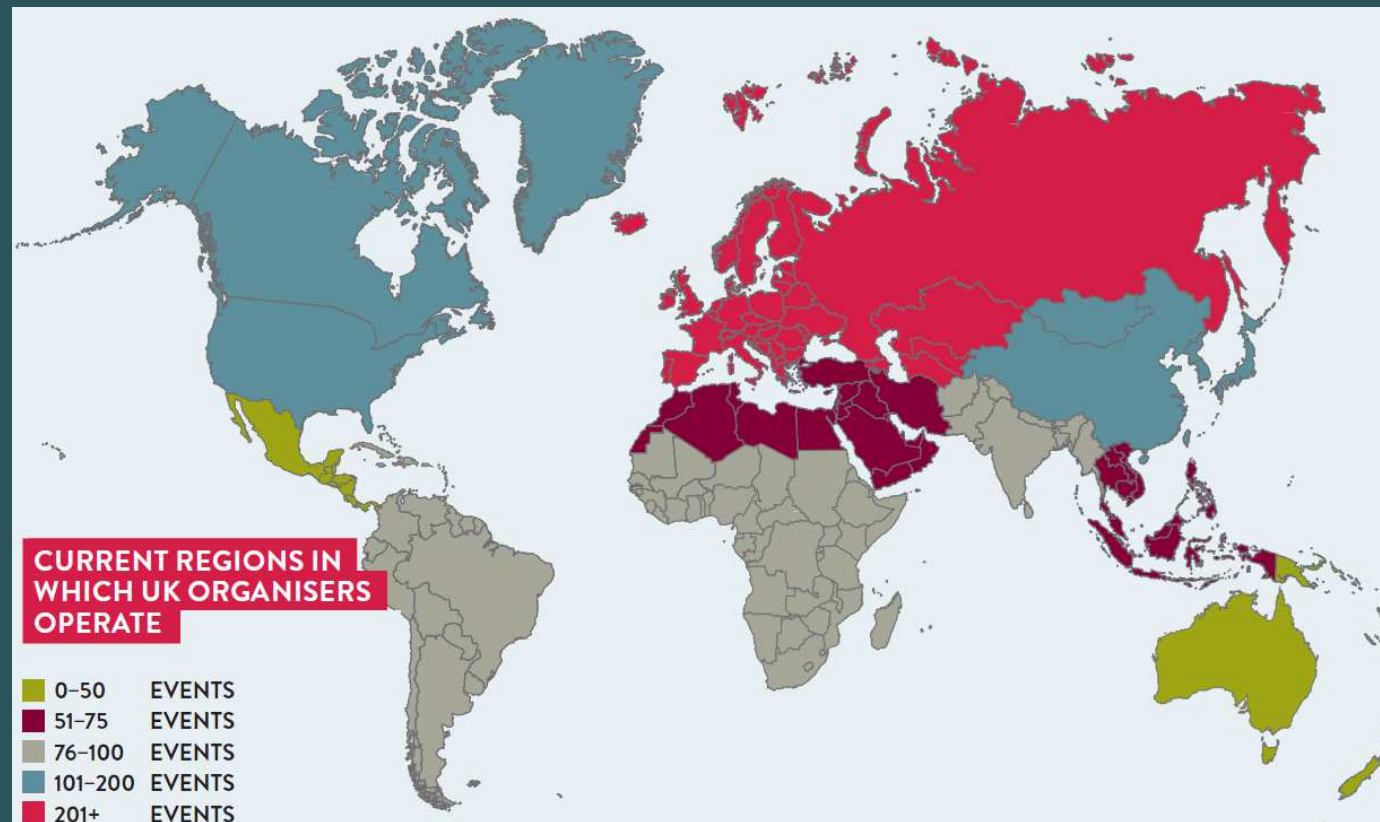 CURRENT REGIONS IN
WHICH UK ORGANISERS
OPERATE
0–50 EVENTS
51–75 EVENTS
76–100 EVENTS
101–200 EVENTS
201+ EVENTS